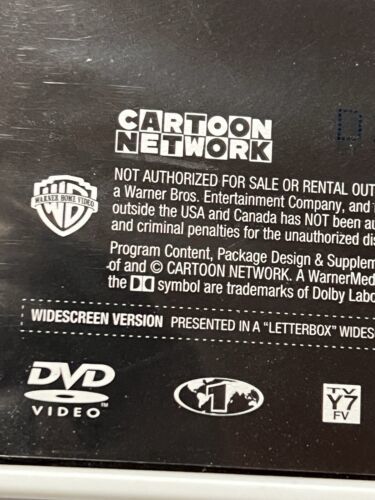 CARTOON
NETWORK
NOT AUTHORIZED FOR SALE OR RENTAL OUT
a Warner Bros. Entertainment Company, and
WB
WARNER HOME VIDEO
outside the USA and Canada has NOT been au
and criminal penalties for the unauthorized dis
Program Content, Package Design & Supplem
of and © CARTOON NETWORK. A WarnerMed
the DD symbol are trademarks of Dolby Labo
WIDESCREEN VERSION PRESENTED IN A "LETTERBOX" WIDES
DVD
VIDEO
1
TV
Y7
FV